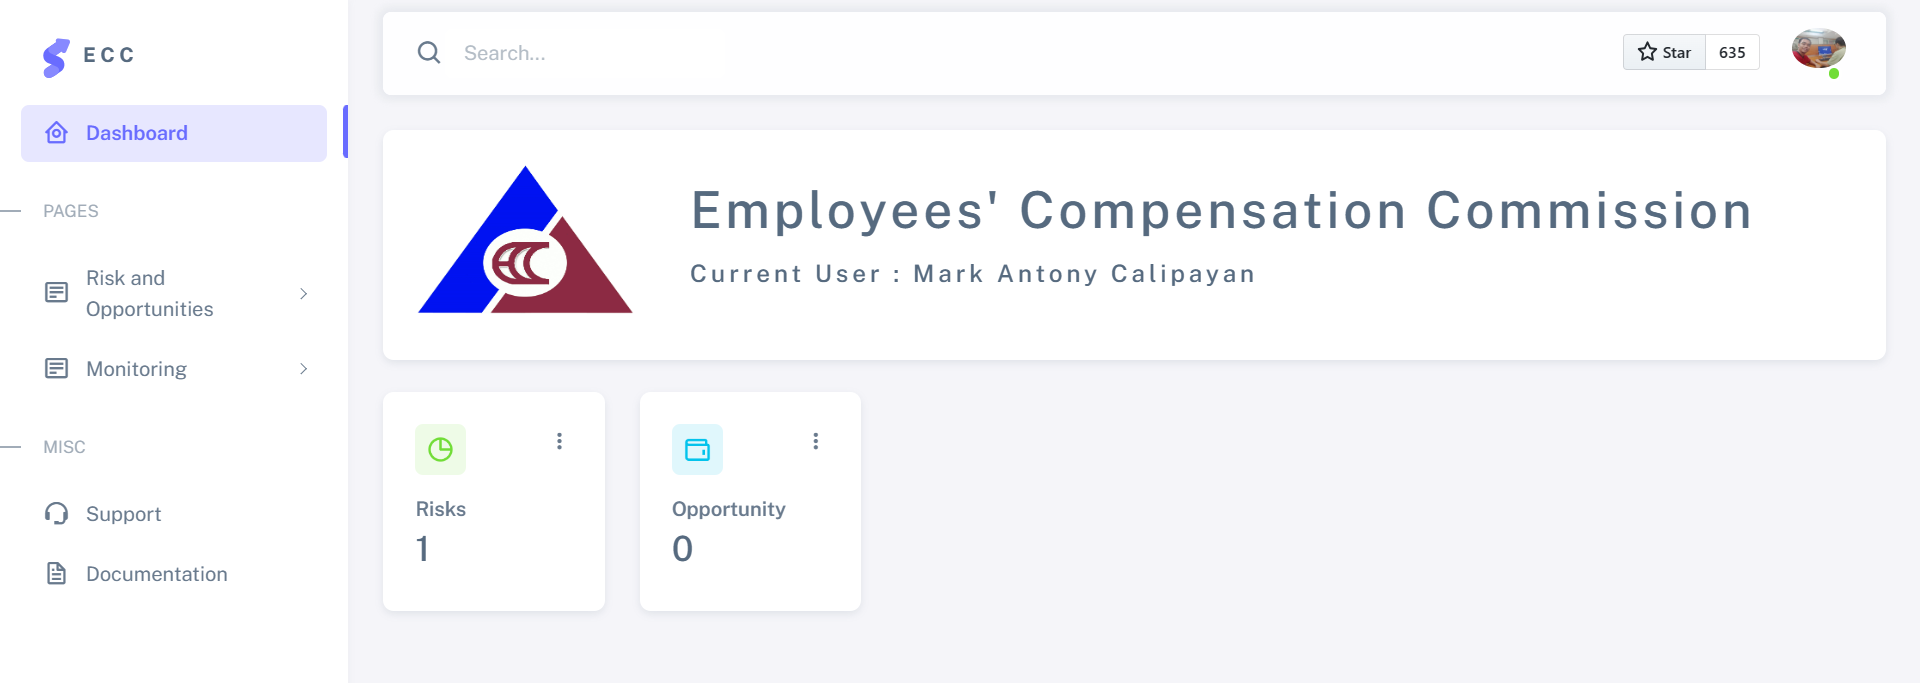 ECC
Search...
Star
635
Dashboard
PAGES
Risk and
Opportunities
Monitoring
MISC
Support
Documentation
ECC
Employees' Compensation Commission
Current User : Mark Antony Calipayan
Risks
1
Opportunity
0